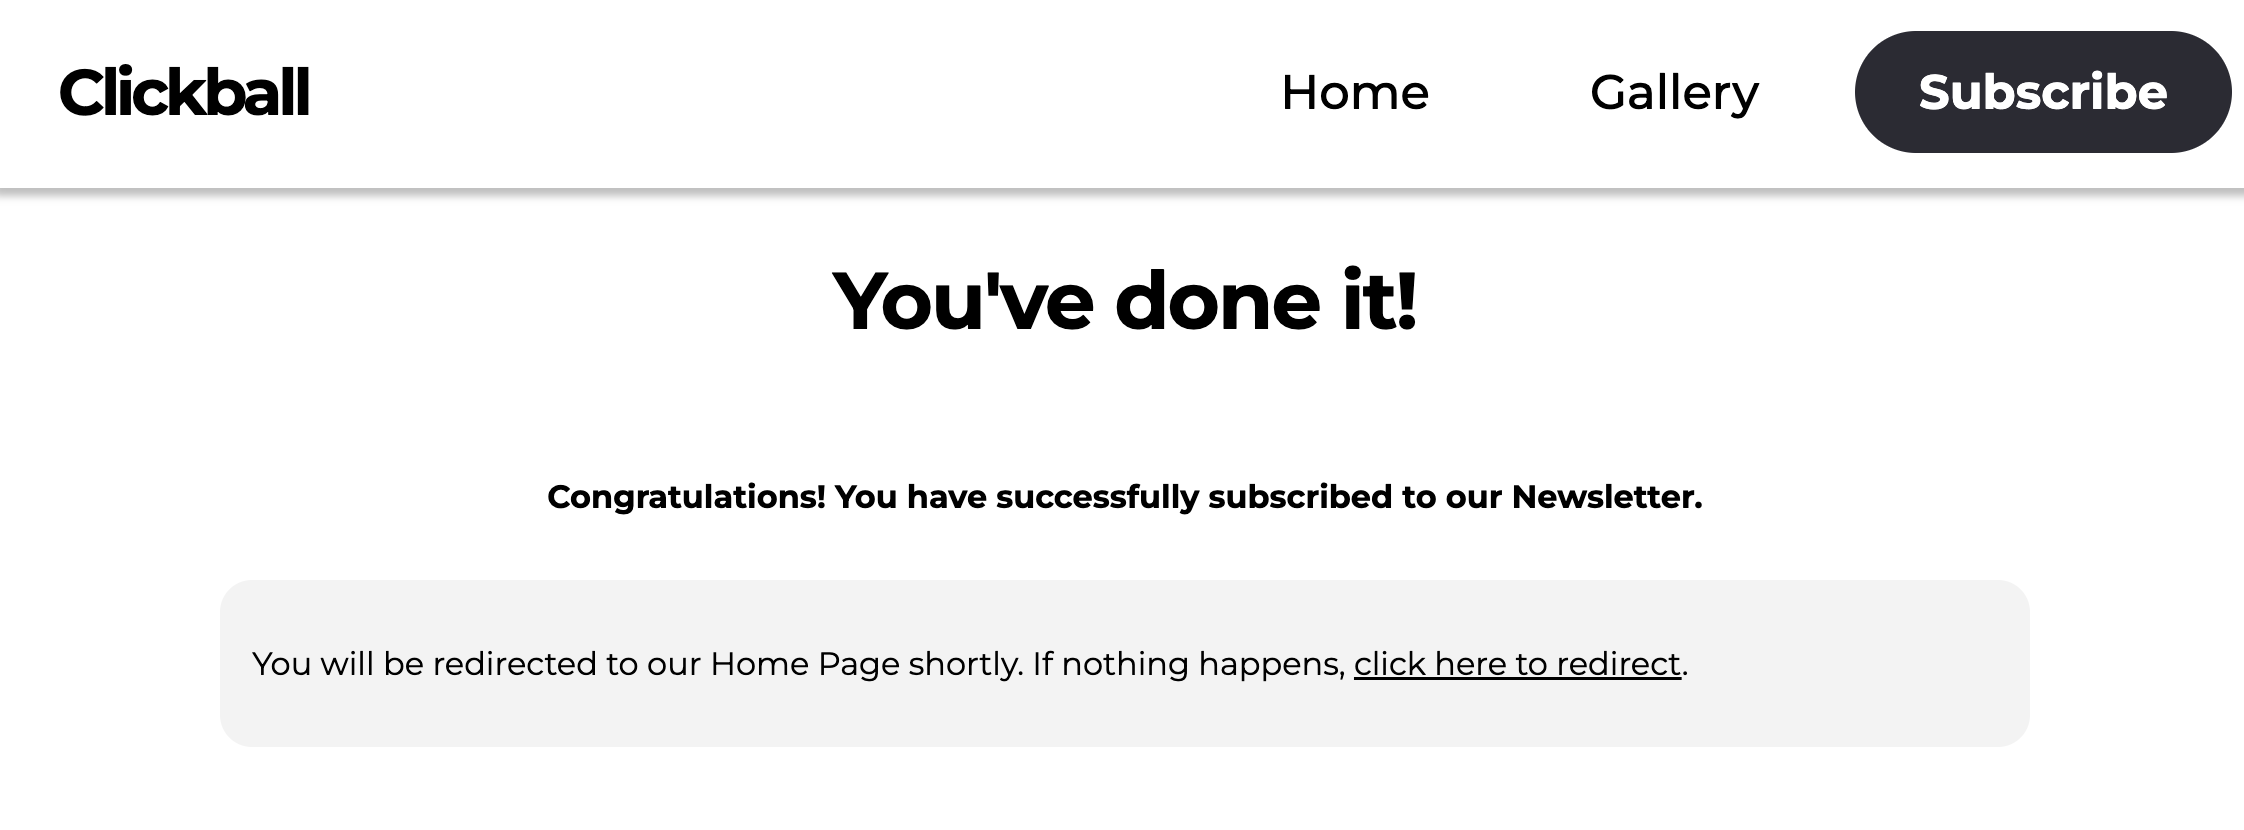 Clickball
Home
Gallery
Subscribe
You've done it!
Congratulations! You have successfully subscribed to our Newsletter.
You will be redirected to our Home Page shortly. If nothing happens, click here to redirect.